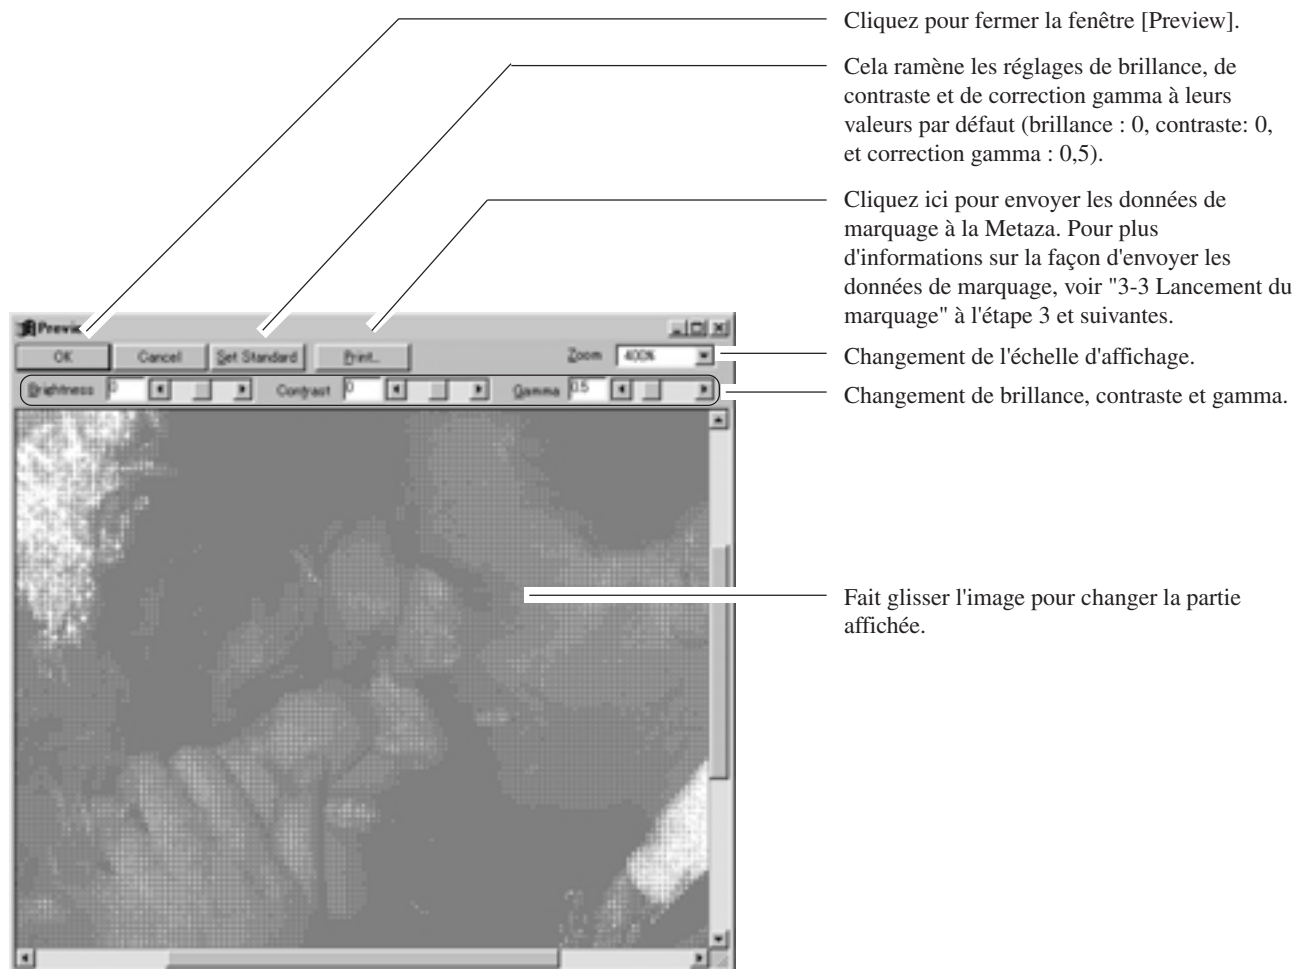 Cliquez pour fermer la fenêtre [Preview].
Cela ramène les réglages de brillance, de
contraste et de correction gamma à leurs
valeurs par défaut (brillance : 0, contraste: 0,
et correction gamma : 0,5).
Cliquez ici pour envoyer les données de
marquage à la Metaza. Pour plus
d'informations sur la façon d'envoyer les
données de marquage, voir "3-3 Lancement du
marquage" à l'étape 3 et suivantes.
Changement de l'échelle d'affichage.
Changement de brillance, contraste et gamma.
Fait glisser l'image pour changer la partie
affichée.
Previe
OK Cancel Set Standard Print... Zoom 400%
Brightness 0 Contrast 0 Gamma 0.5